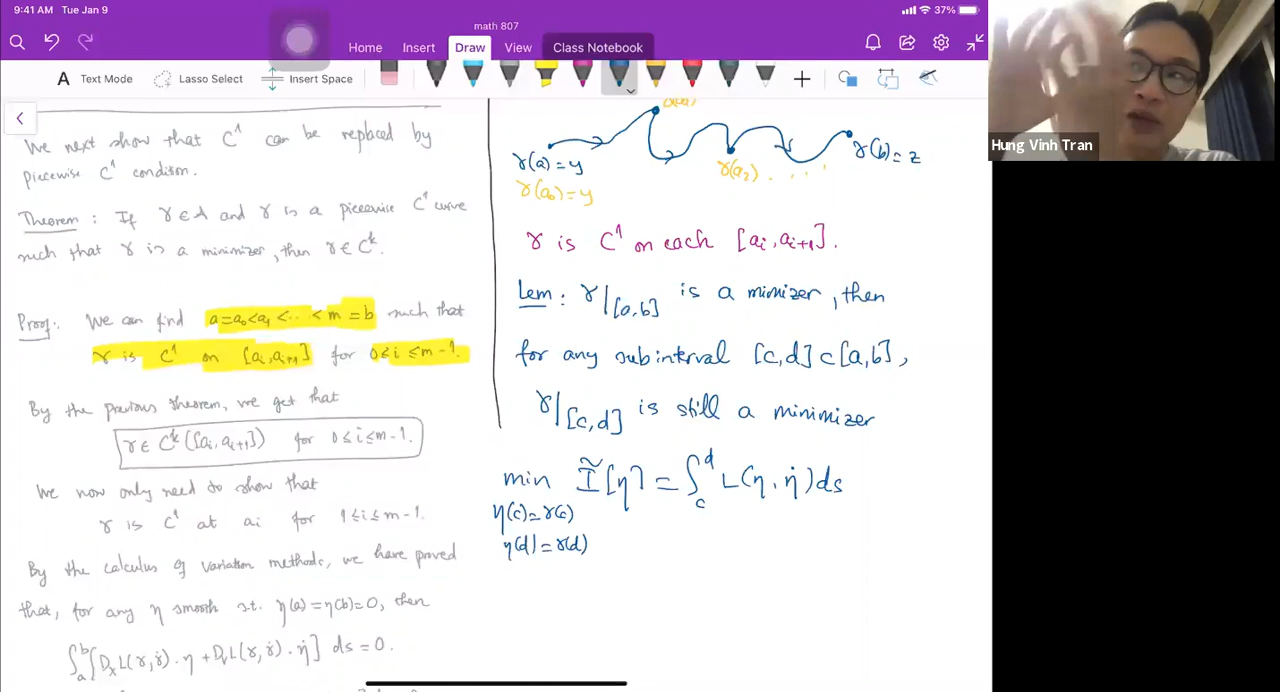 9:41 AM Tue Jan 9
37%
math 807
Home Insert Draw View Class Notebook
Text Mode Lasso Select Insert Space
Hung Vinh Tran
We next show that C¹ can be replaced by
piecewise C¹ condition.
Theorem : If γ ∈ A and γ is a piecewise C¹ curve
such that γ is a minimizer, then γ ∈ Cᵏ.
Proof: We can find a=a₀<a₁<... <m=b such that
γ is C¹ on [aᵢ,aᵢ₊₁] for 0≤i≤m-1.
By the previous theorem, we get that
γ∈ Cᵏ([aᵢ,aᵢ₊₁]) for 0≤i≤m-1.
We now only need to show that
γ is C¹ at aᵢ for 1≤i≤m-1.
By the calculus of variation methods, we have proved
that, for any η smooth s.t. η(a)=η(b)=0, then
∫ₐᵇ[DₓL(γ,γ̇).η + DᵥL(γ,γ̇).η̇] ds = 0.
γ(a)=y
γ(b)=z
γ(a₀)=y
γ(a₂) . . . .
γ is C¹ on each [aᵢ,aᵢ₊₁].
Lem : γ|[a,b] is a mimizer, then
for any subinterval [c,d]⊂[a,b],
γ|[c,d] is still a minimizer
min Ĩ[η] = ∫_c^d L(η,η̇)ds
η(c)=γ(c)
η(d)=γ(d)